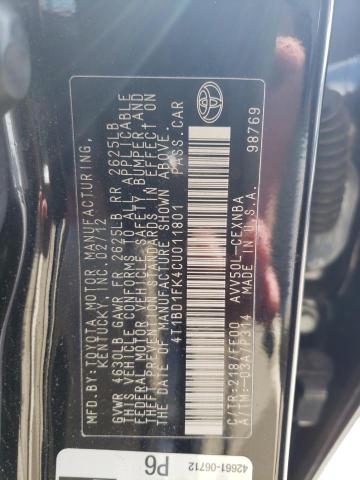 MFD. BY: TOYOTA MOTOR MANUFACTURING,
KENTUCKY, INC. 02/12
GVWR 4630LB GAWR FR 2625LB RR 2625LB
THIS VEHICLE CONFORMS TO ALL APPLICABLE
FEDERAL MOTOR VEHICLE SAFETY, BUMPER, AND
THEFT PREVENTION STANDARDS IN EFFECT ON
THE DATE OF MANUFACTURE SHOWN ABOVE.
4T1BD1FK4CU011801 PASS.CAR
C/TR:218/FE00 AVV50L-CEXNBA
A/TM:-03A/P314 MADE IN U.S.A.
98769
TOYOTA
42661-06712
P6